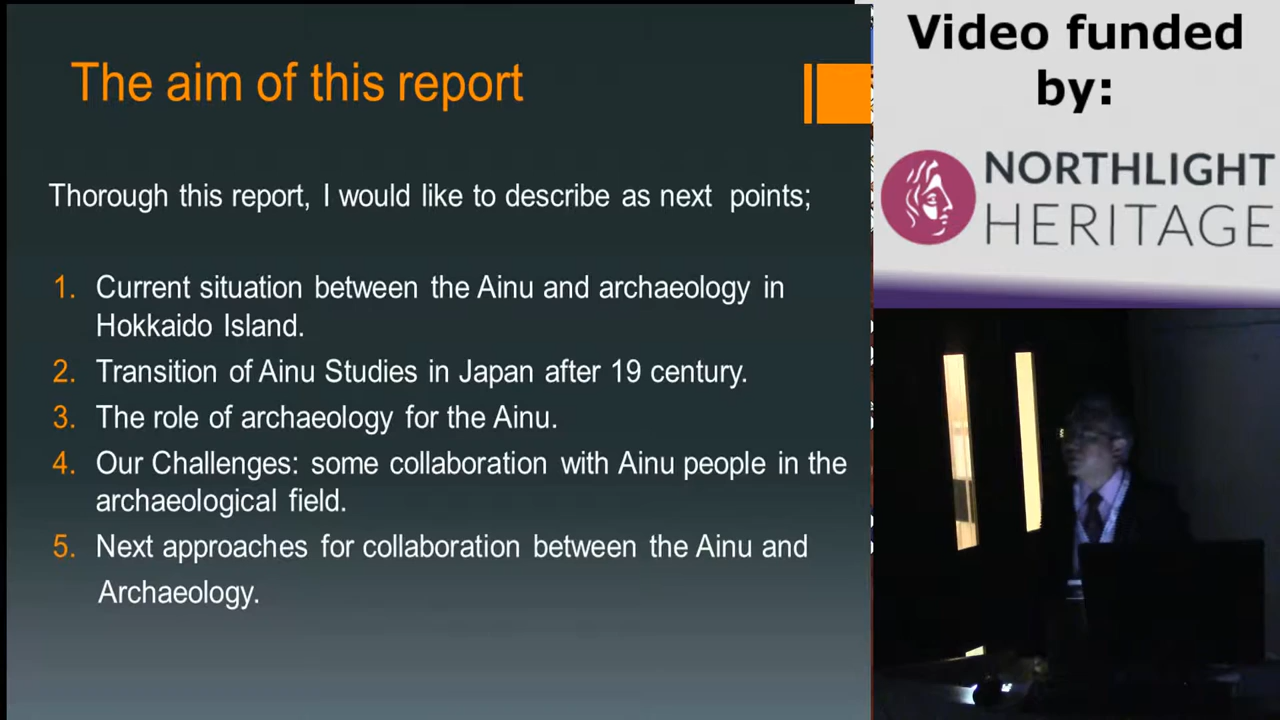 The aim of this report
Thorough this report, I would like to describe as next points;
1. Current situation between the Ainu and archaeology in
Hokkaido Island.
2. Transition of Ainu Studies in Japan after 19 century.
3. The role of archaeology for the Ainu.
4. Our Challenges: some collaboration with Ainu people in the
archaeological field.
5. Next approaches for collaboration between the Ainu and
Archaeology.
Video funded
by:
NORTHLIGHT
HERITAGE